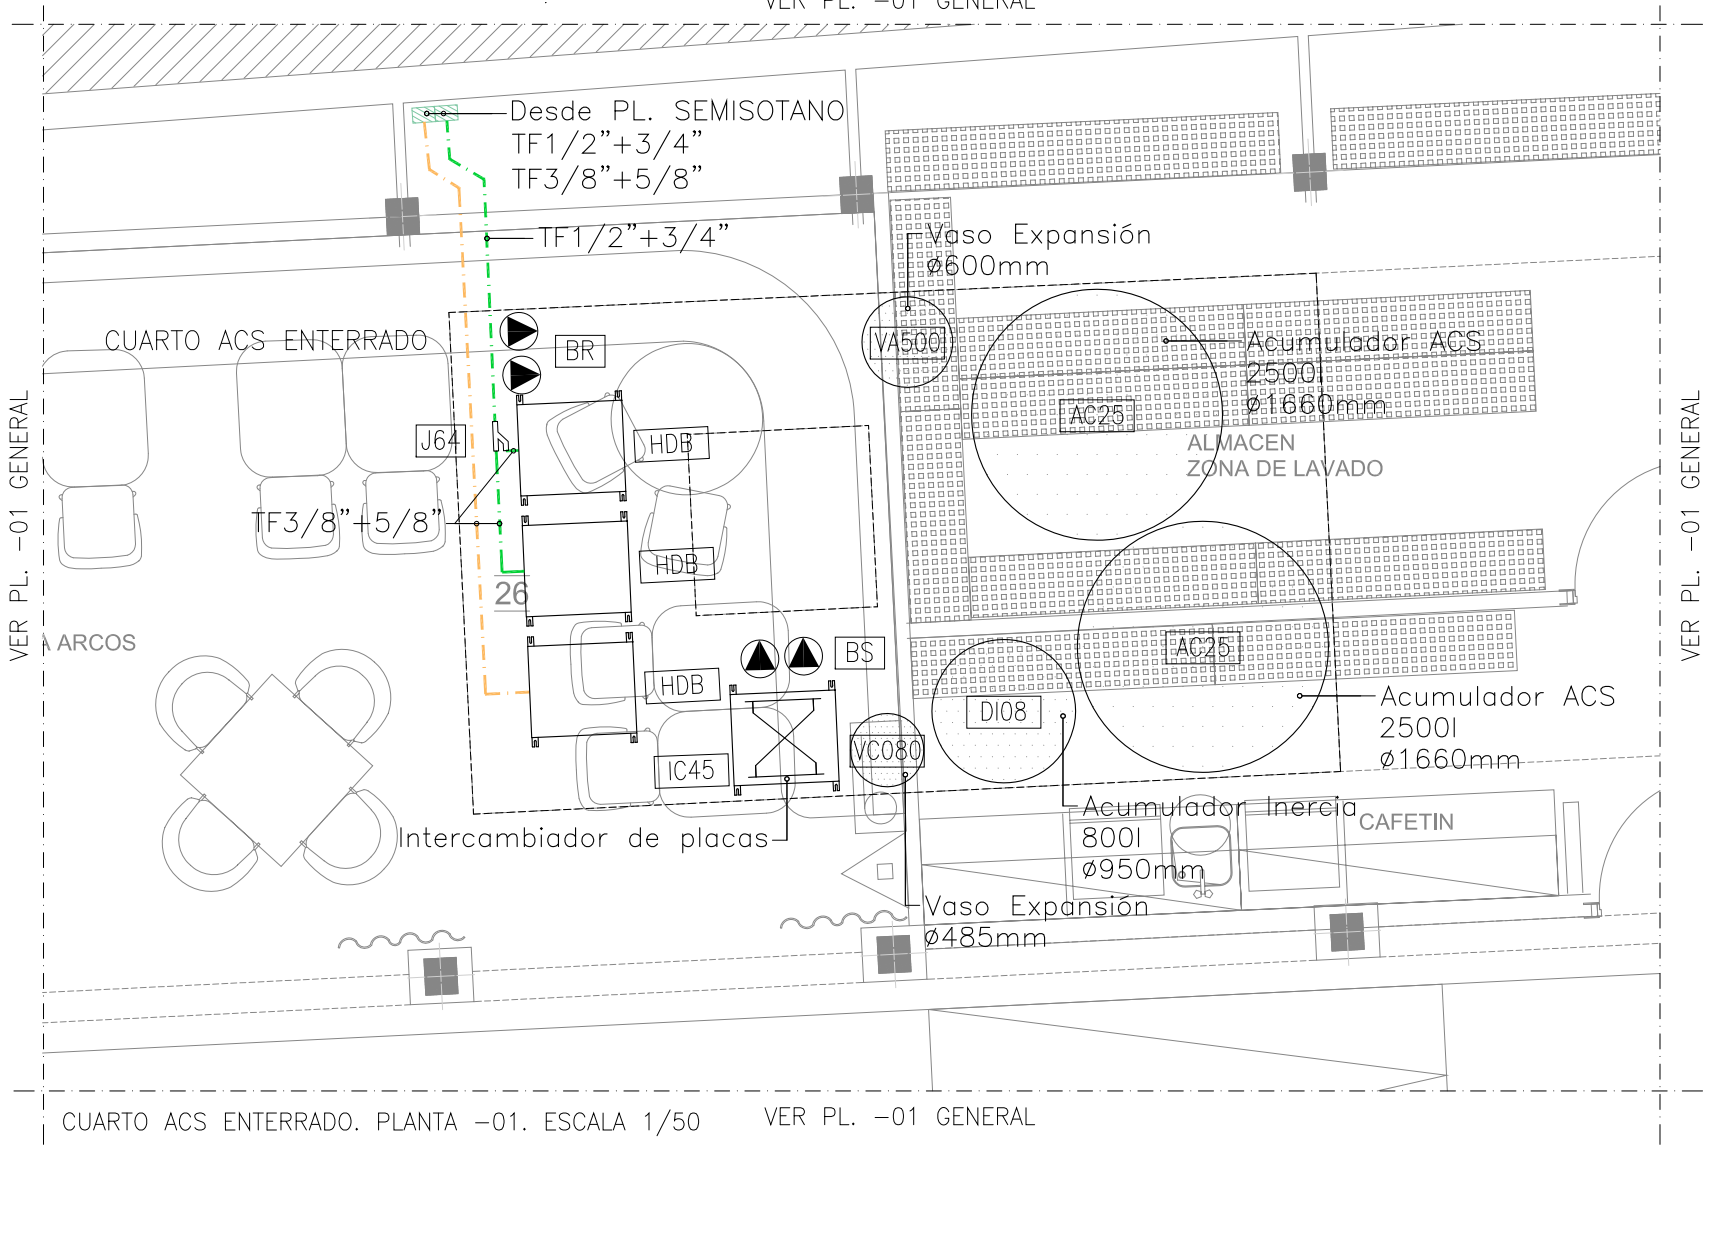 VER PL. -01 GENERAL
Desde PL. SEMISOTANO
TF1/2"+3/4"
TF3/8"+5/8"
TF1/2"+3/4"
Vaso Expansión
ø600mm
CUARTO ACS ENTERRADO
BR
VA500
Acumulador ACS
2500l
ø1660mm
AC25
J64
HDB
ALMACEN
ZONA DE LAVADO
VER PL. -01 GENERAL
VER PL. -01 GENERAL
TF3/8"+5/8"
HDB
26
A ARCOS
BS
AC25
HDB
DI08
Acumulador ACS
2500l
ø1660mm
IC45
VC080
Acumulador Inercia
800l
ø950mm
CAFETIN
Intercambiador de placas
Vaso Expansión
ø485mm
CUARTO ACS ENTERRADO. PLANTA -01. ESCALA 1/50
VER PL. -01 GENERAL